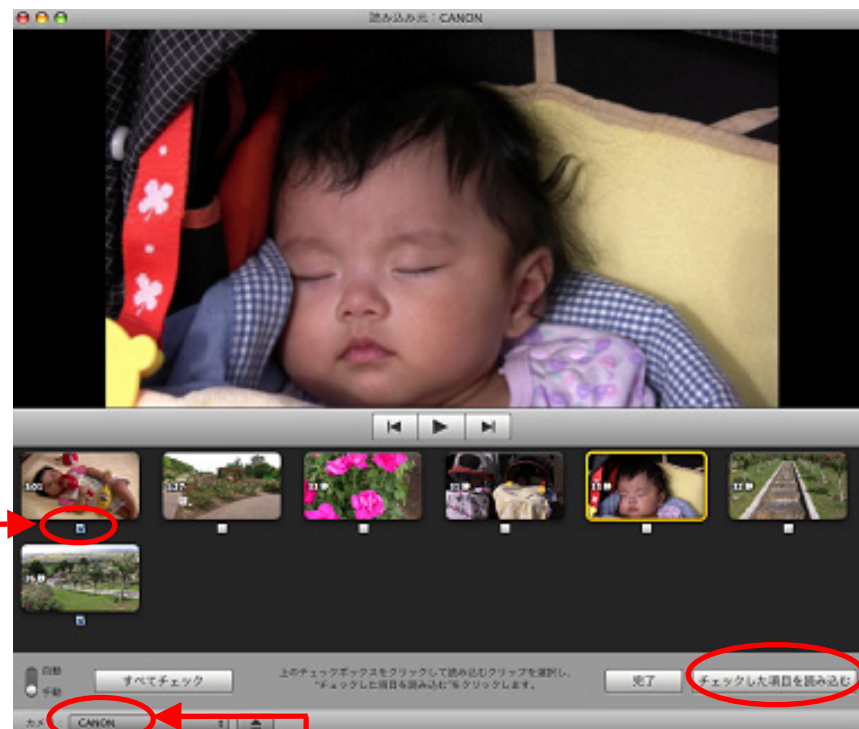 読み込み元：CANON
1:01
1:27
自動
手動
すべてチェック
上のチェックボックスをクリックして読み込むクリップを選択し、
"チェックした項目を読み込む"をクリックします。
完了
チェックした項目を読み込む
カメラ：
CANON